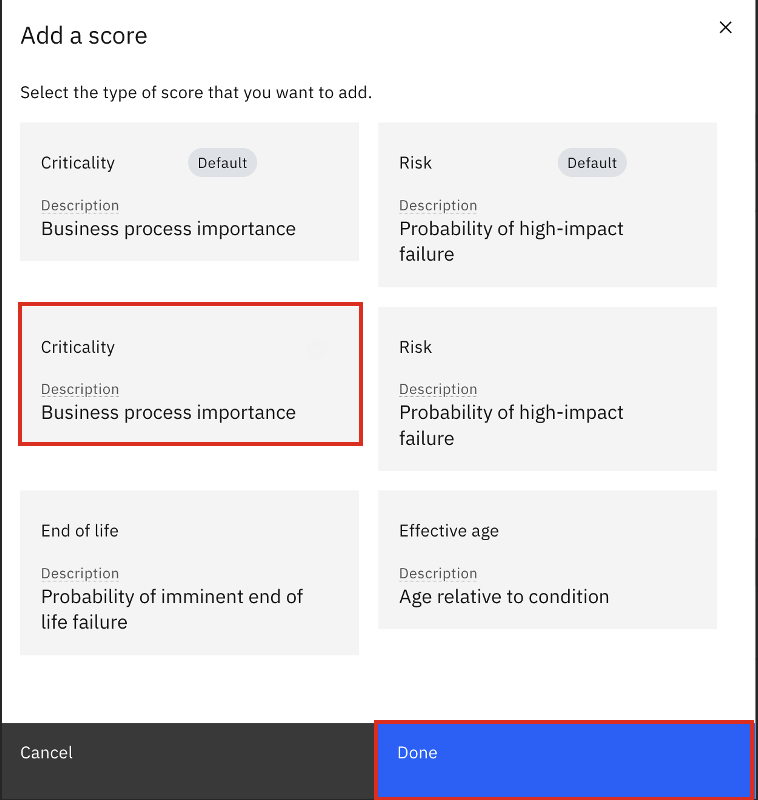 Add a score
Select the type of score that you want to add.
Criticality
Default
Description
Business process importance
Risk
Default
Description
Probability of high-impact
failure
Criticality
Description
Business process importance
Risk
Description
Probability of high-impact
failure
End of life
Description
Probability of imminent end of
life failure
Effective age
Description
Age relative to condition
Cancel
Done